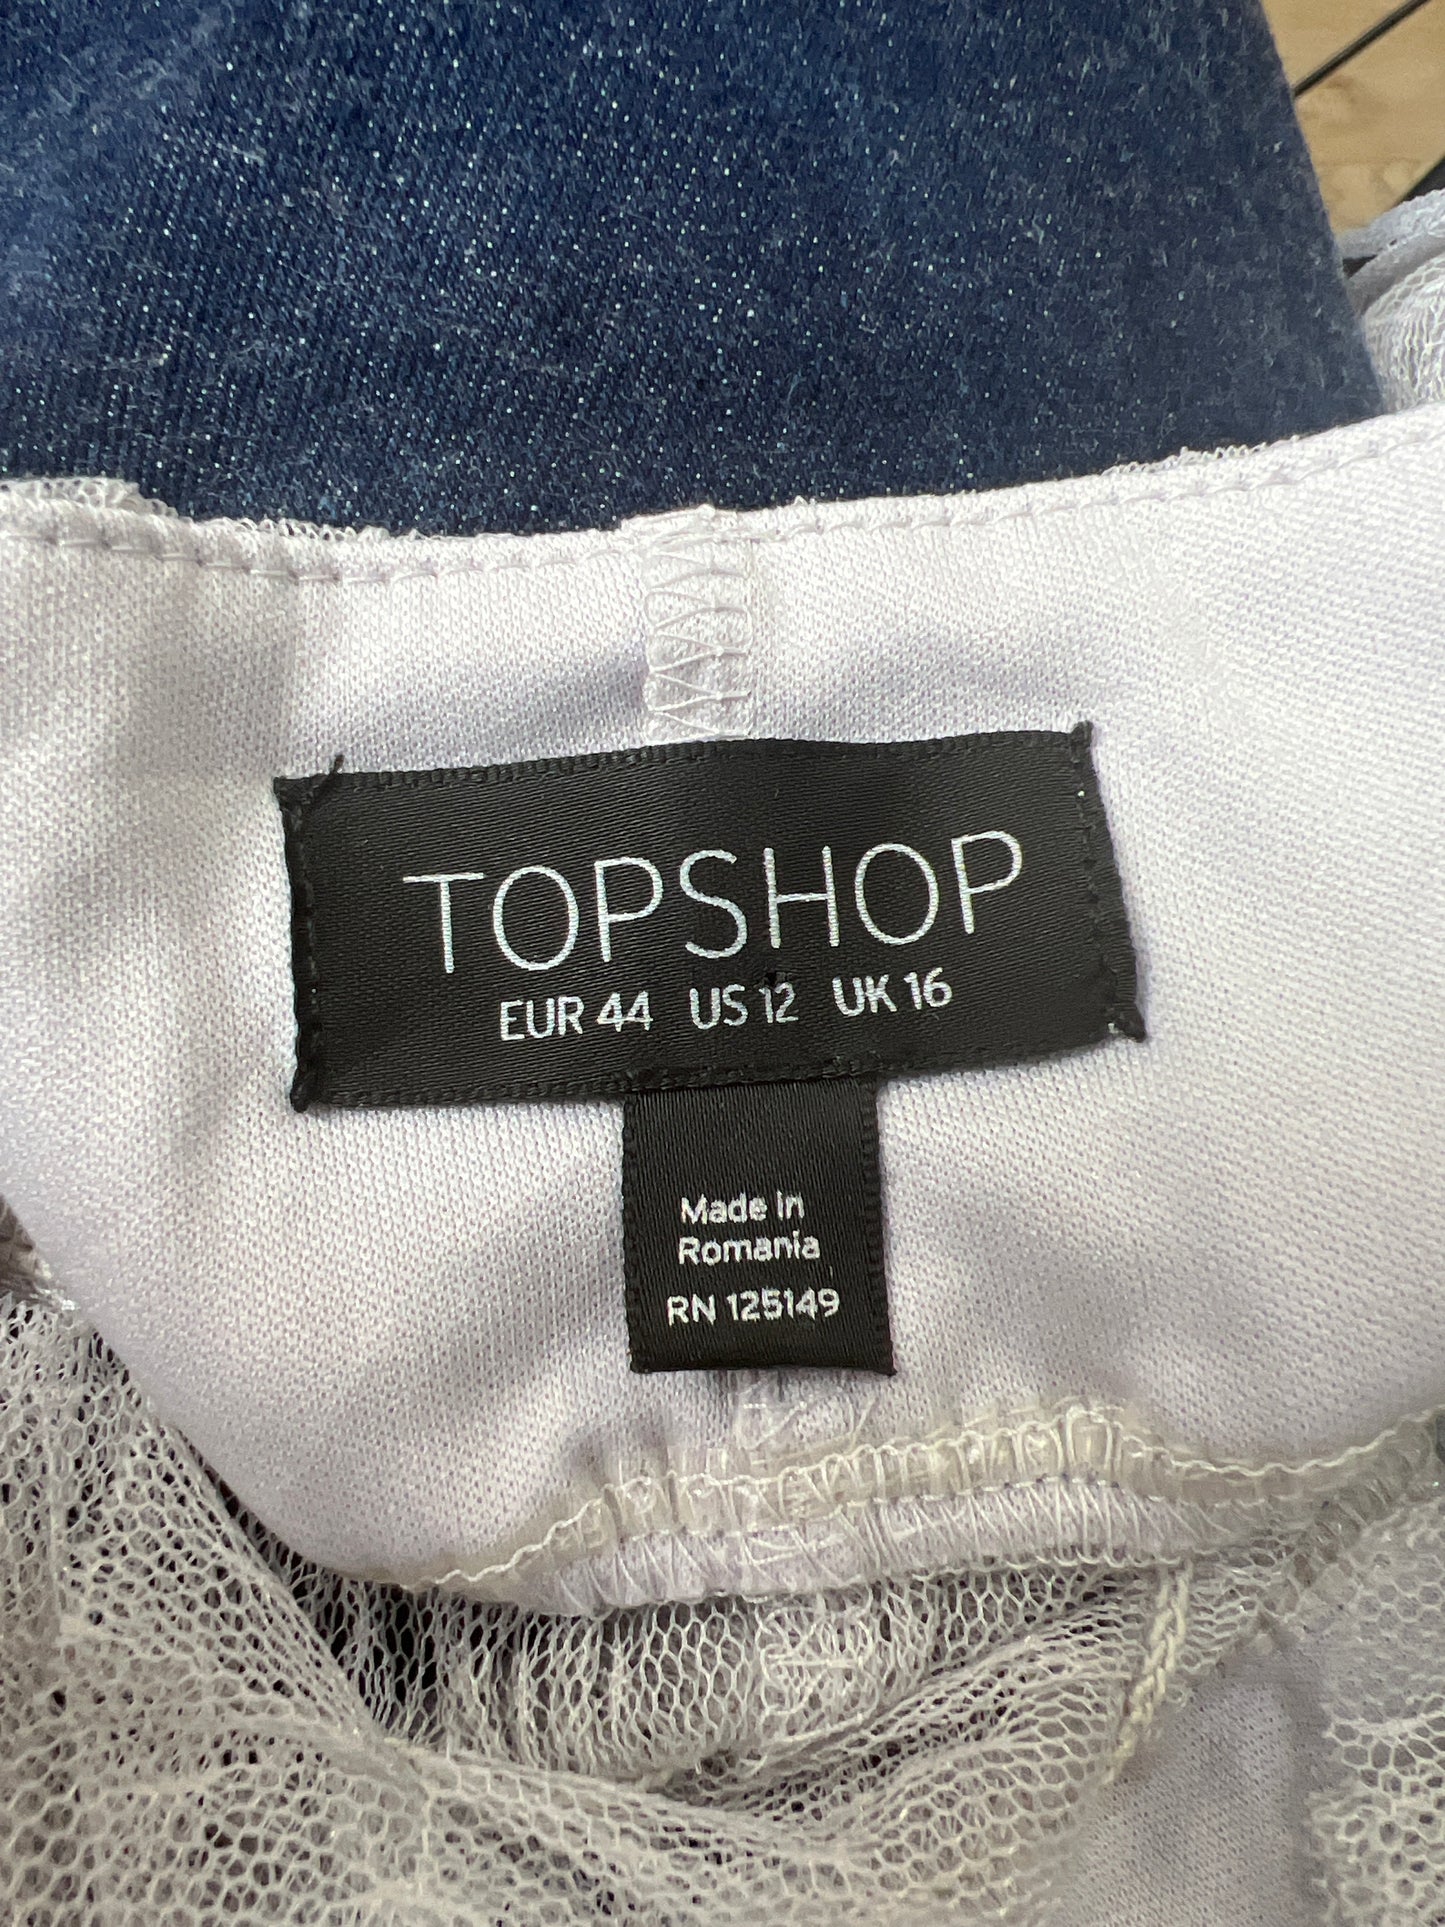 TOPSHOP
EUR 44 US 12 UK 16
Made in
Romania
RN 125149